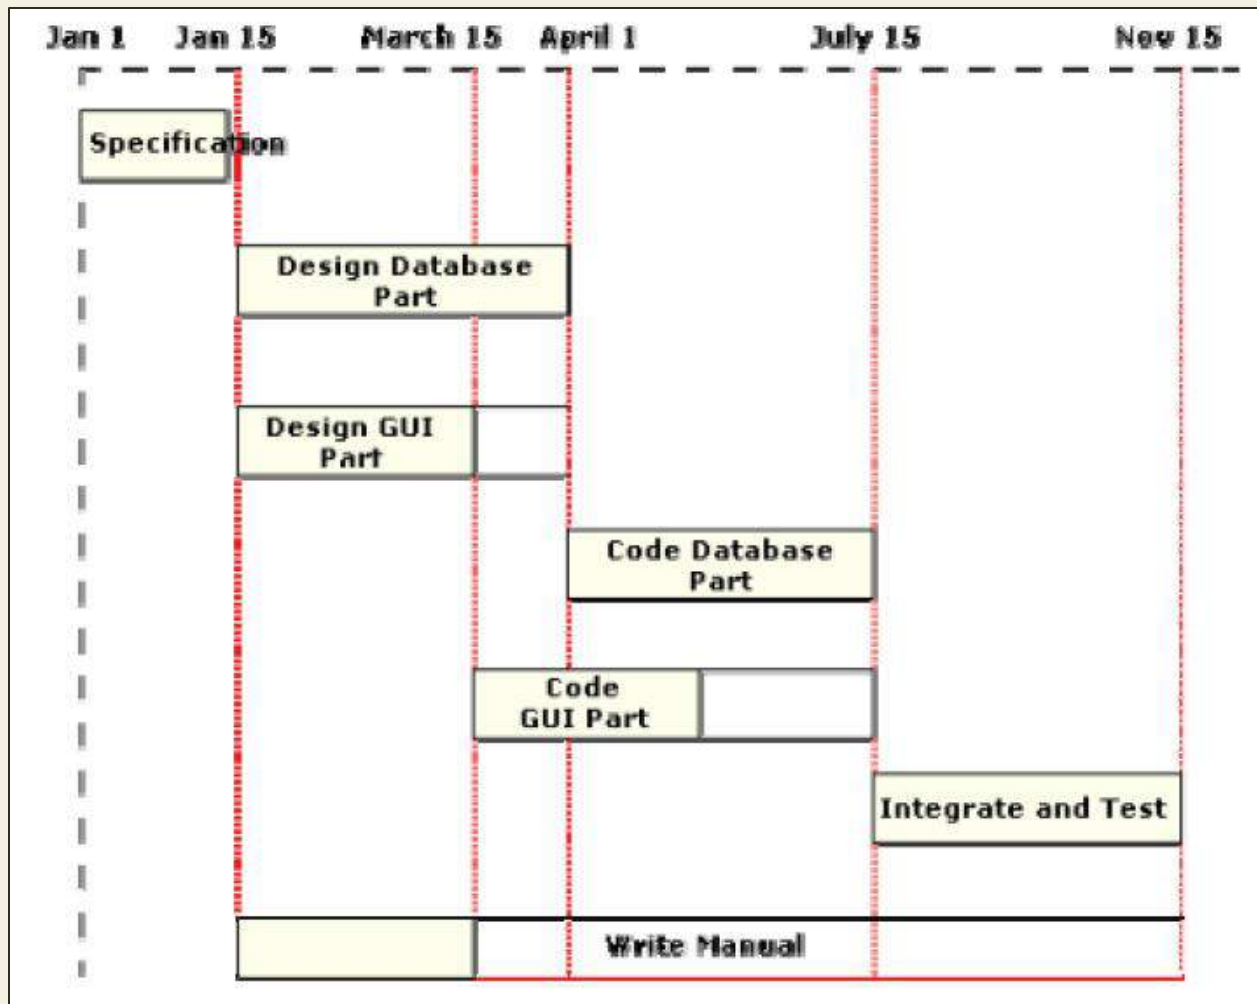 Jan 1 Jan 15 March 15 April 1 July 15 Nov 15
Specification
Design Database
Part
Design GUI
Part
Code Database
Part
Code
GUI Part
Integrate and Test
Write Manual